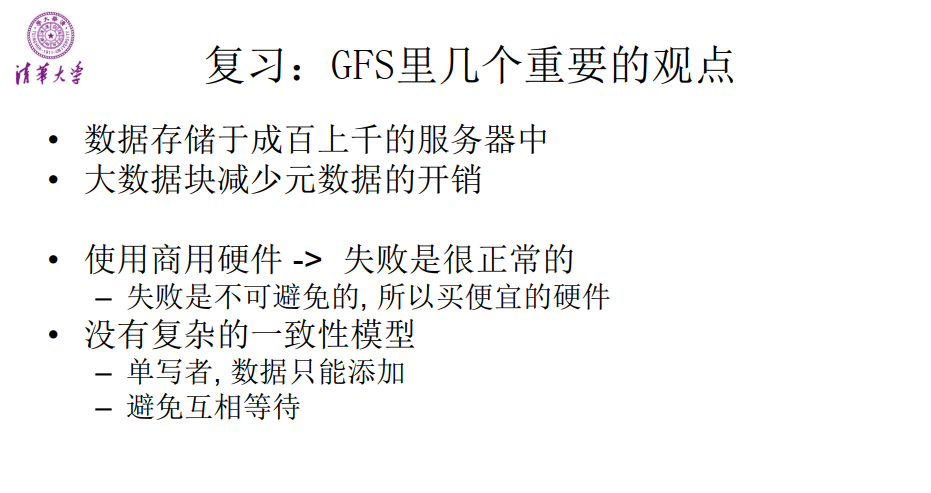 清华大学
复习：GFS里几个重要的观点
• 数据存储于成百上千的服务器中
• 大数据块减少元数据的开销
• 使用商用硬件 -> 失败是很正常的
– 失败是不可避免的, 所以买便宜的硬件
• 没有复杂的一致性模型
– 单写者, 数据只能添加
– 避免互相等待